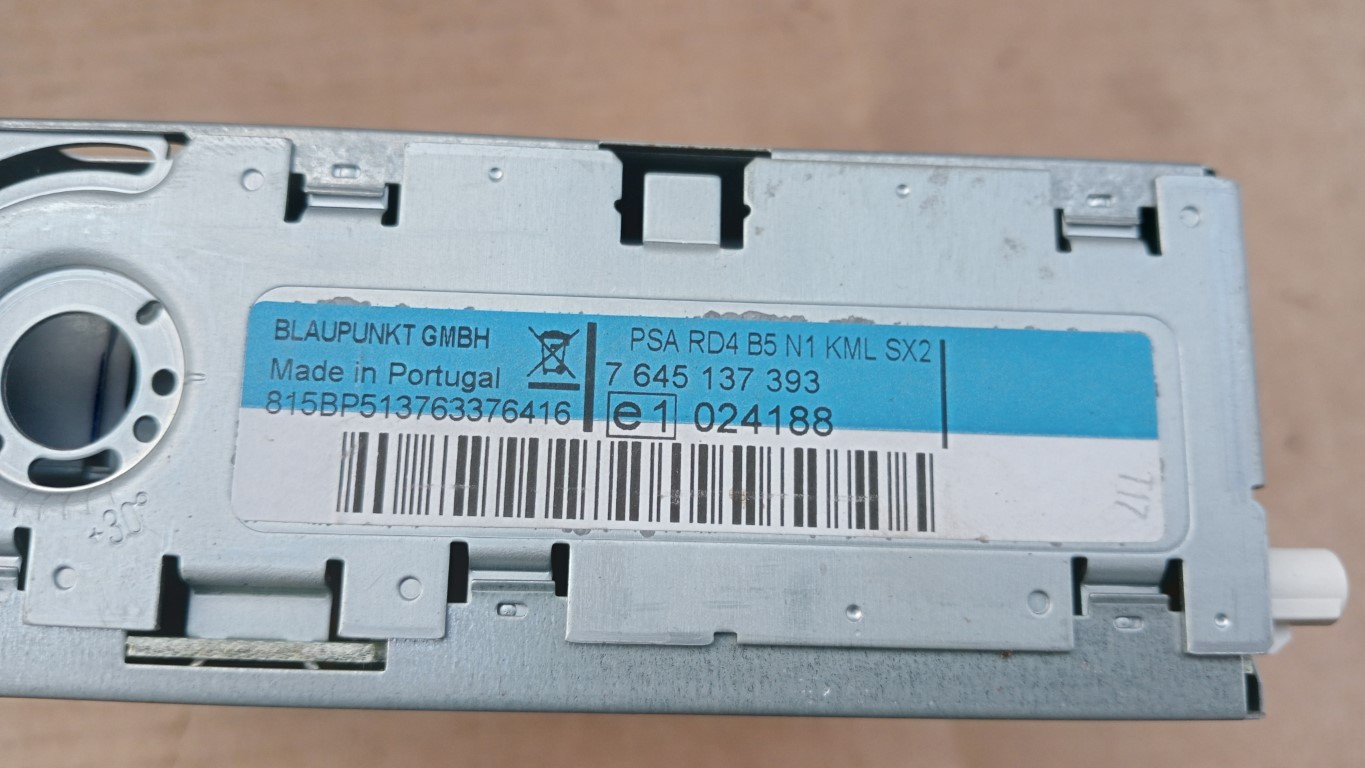 BLAUPUNKT GMBH
Made in Portugal
815BP513763376416
PSA RD4 B5 N1 KML SX2
7 645 137 393
e1 024188
717
+30°